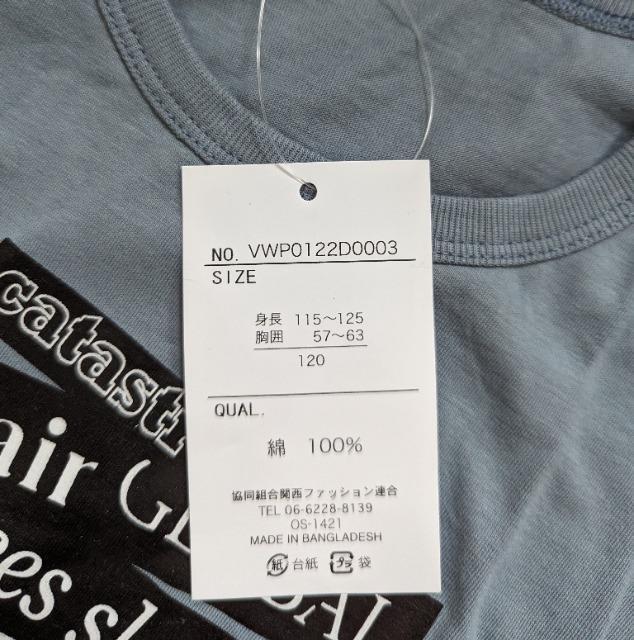 NO. VWP0122D0003
SIZE
身長 115～125
胸囲 57～63
120
QUAL.
綿 100%
協同組合関西ファッション連合
TEL 06-6228-8139
OS-1421
MADE IN BANGLADESH
紙 台紙 プラ 袋